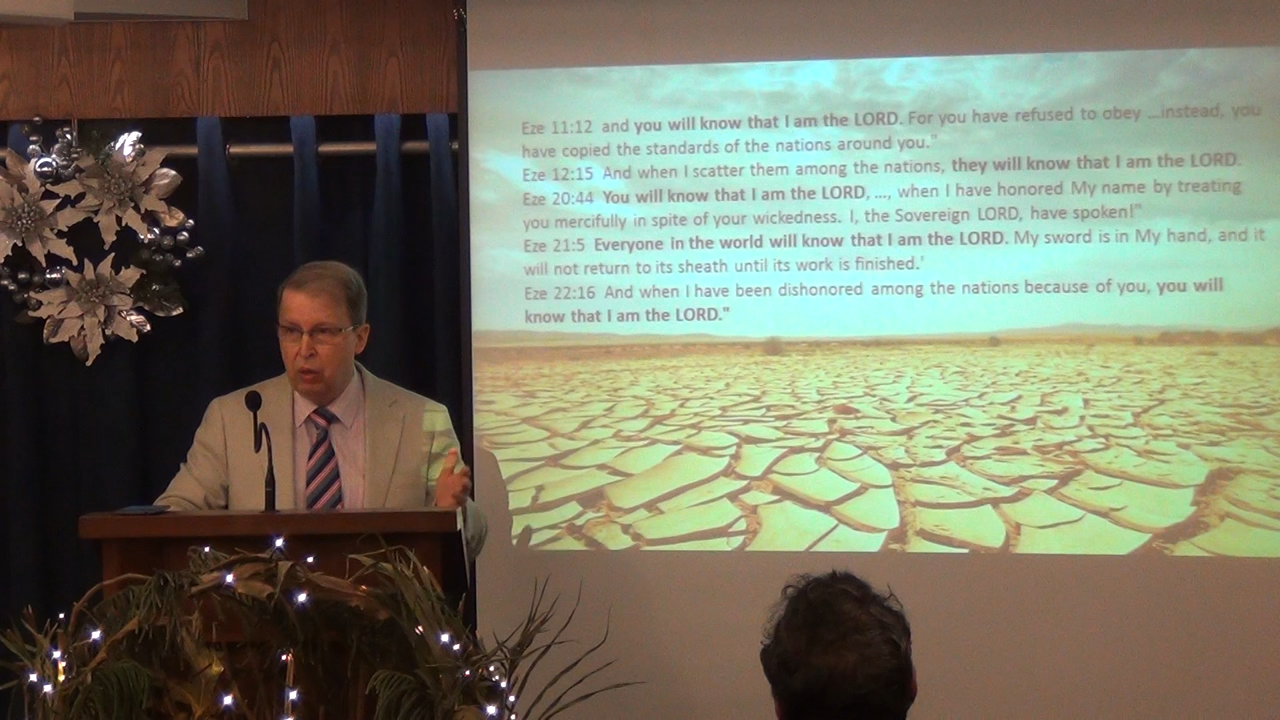 Eze 11:12 and you will know that I am the LORD. For you have refused to obey ...instead, you
have copied the standards of the nations around you."
Eze 12:15 And when I scatter them among the nations, they will know that I am the LORD.
Eze 20:44 You will know that I am the LORD, ..., when I have honored My name by treating
you mercifully in spite of your wickedness. I, the Sovereign LORD, have spoken!"
Eze 21:5 Everyone in the world will know that I am the LORD. My sword is in My hand, and it
will not return to its sheath until its work is finished.'
Eze 22:16 And when I have been dishonored among the nations because of you, you will
know that I am the LORD."